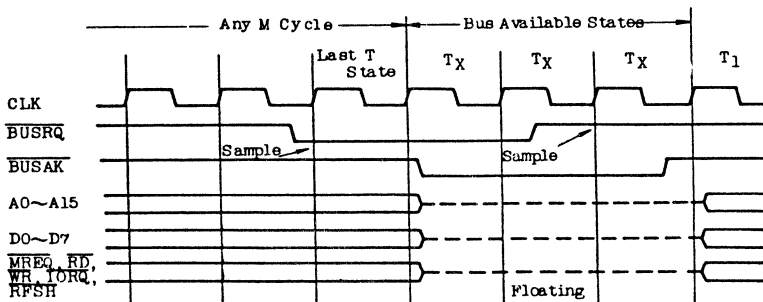 Any M Cycle
Bus Available States
Last T
State
TX
TX
TX
T1
CLK
BUSRQ
Sample
Sample
BUSAK
A0~A15
D0~D7
MREQ, RD,
WR, IORQ,
RFSH
Floating